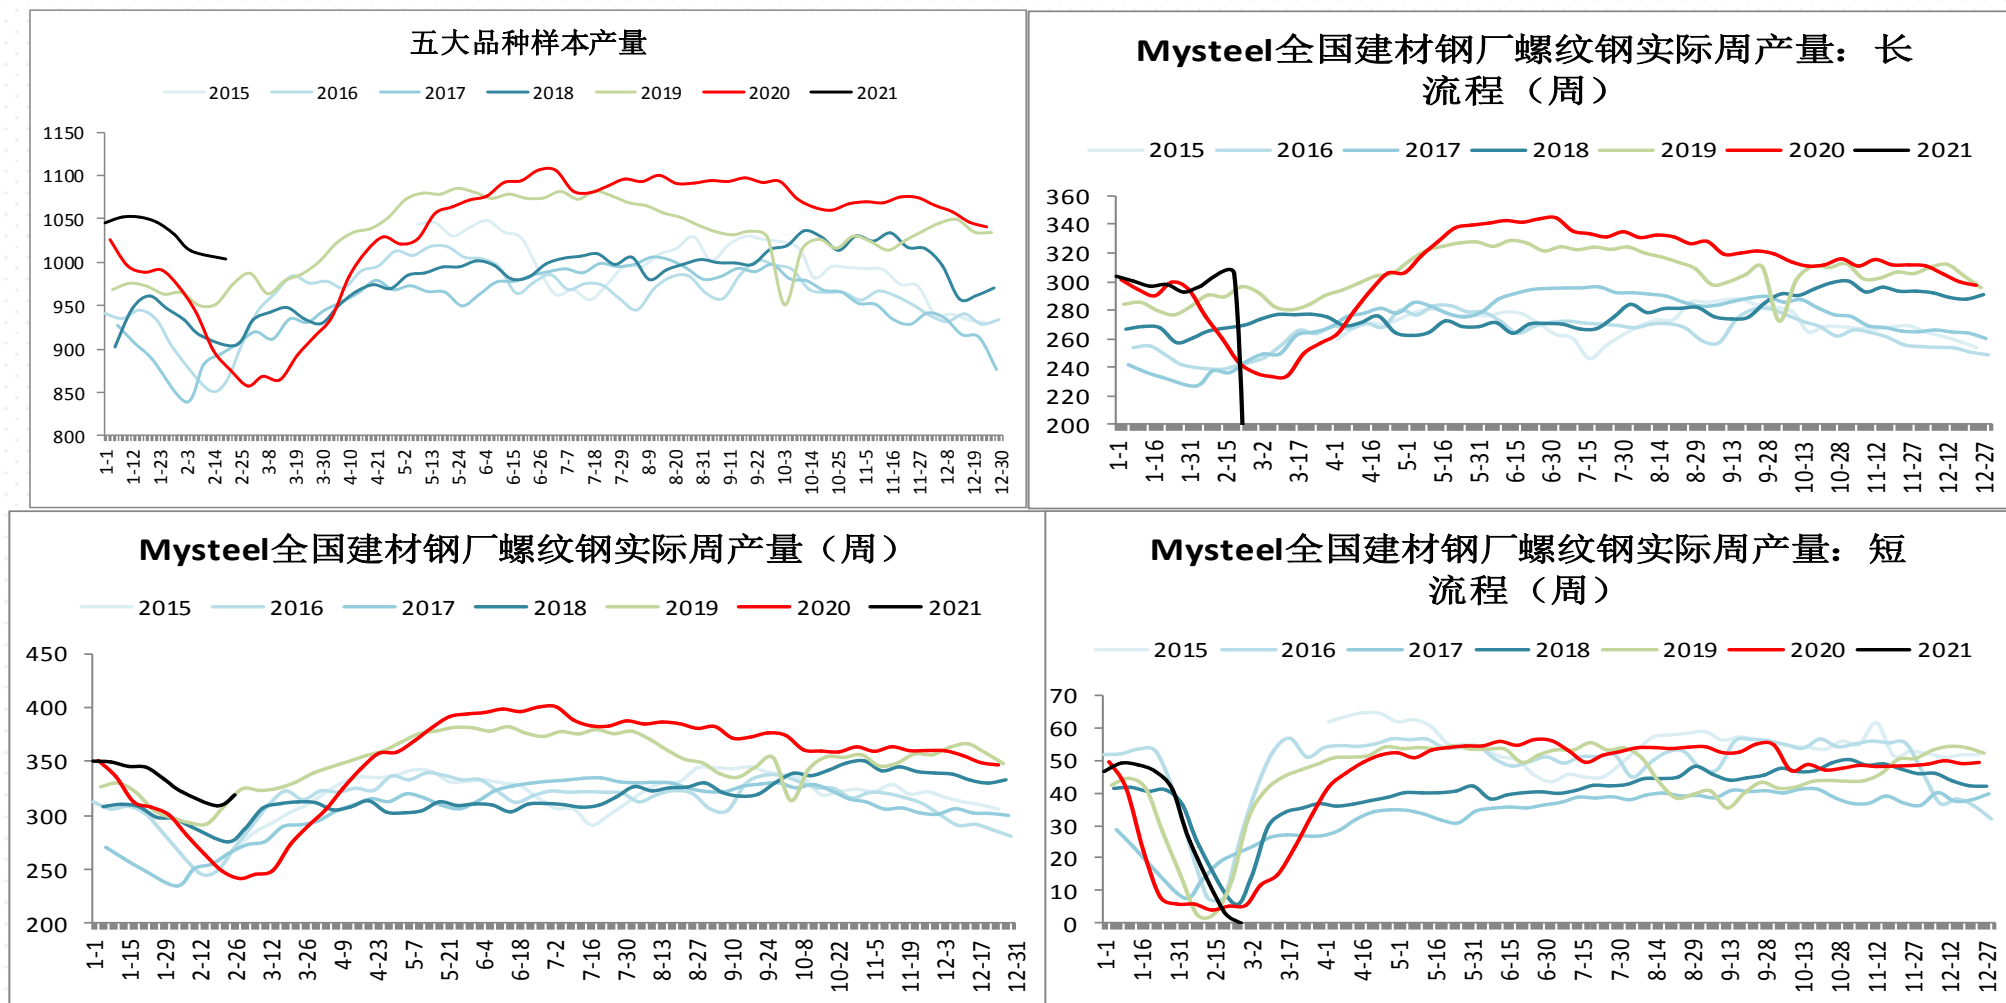 五大品种样本产量
2015 2016 2017 2018 2019 2020 2021
1150
1100
1050
1000
950
900
850
800
1-1 1-12 1-23 2-3 2-14 2-25 3-8 3-19 3-30 4-10 4-21 5-2 5-13 5-24 6-4 6-15 6-26 7-7 7-18 7-29 8-9 8-20 8-31 9-11 9-22 10-3 10-14 10-25 11-5 11-16 11-27 12-8 12-19 12-30
Mysteel全国建材钢厂螺纹钢实际周产量：长
流程（周）
2015 2016 2017 2018 2019 2020 2021
360
340
320
300
280
260
240
220
200
1-1 1-16 1-31 2-15 3-2 3-17 4-1 4-16 5-1 5-16 5-31 6-15 6-30 7-15 7-30 8-14 8-29 9-13 9-28 10-13 10-28 11-12 11-27 12-12 12-27
Mysteel全国建材钢厂螺纹钢实际周产量（周）
2015 2016 2017 2018 2019 2020 2021
450
400
350
300
250
200
1-1 1-15 1-29 2-12 2-26 3-12 3-26 4-9 4-23 5-7 5-21 6-4 6-18 7-2 7-16 7-30 8-13 8-27 9-10 9-24 10-8 10-22 11-5 11-19 12-3 12-17 12-31
Mysteel全国建材钢厂螺纹钢实际周产量：短
流程（周）
2015 2016 2017 2018 2019 2020 2021
70
60
50
40
30
20
10
0
1-1 1-16 1-31 2-15 3-2 3-17 4-1 4-16 5-1 5-16 5-31 6-15 6-30 7-15 7-30 8-14 8-29 9-13 9-28 10-13 10-28 11-12 11-27 12-12 12-27